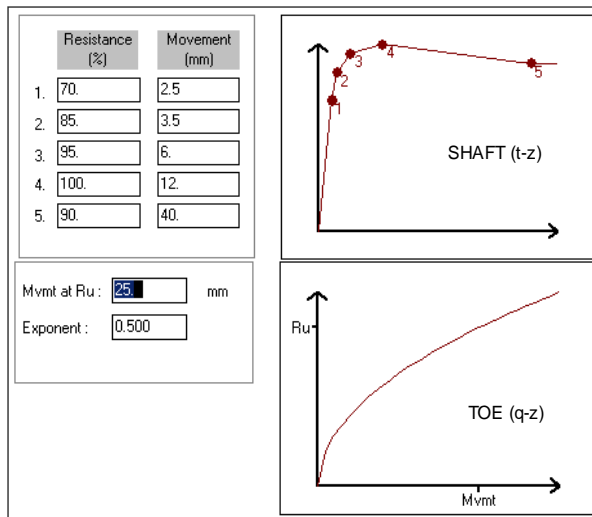 Resistance Movement
(%) (mm)
1. 70. 2.5
2. 85. 3.5
3. 95. 6.
4. 100. 12.
5. 90. 40.
Mvmt at Ru : 25. mm
Exponent : 0.500
1
2
3
4
5
SHAFT (t-z)
Ru
TOE (q-z)
Mvmt